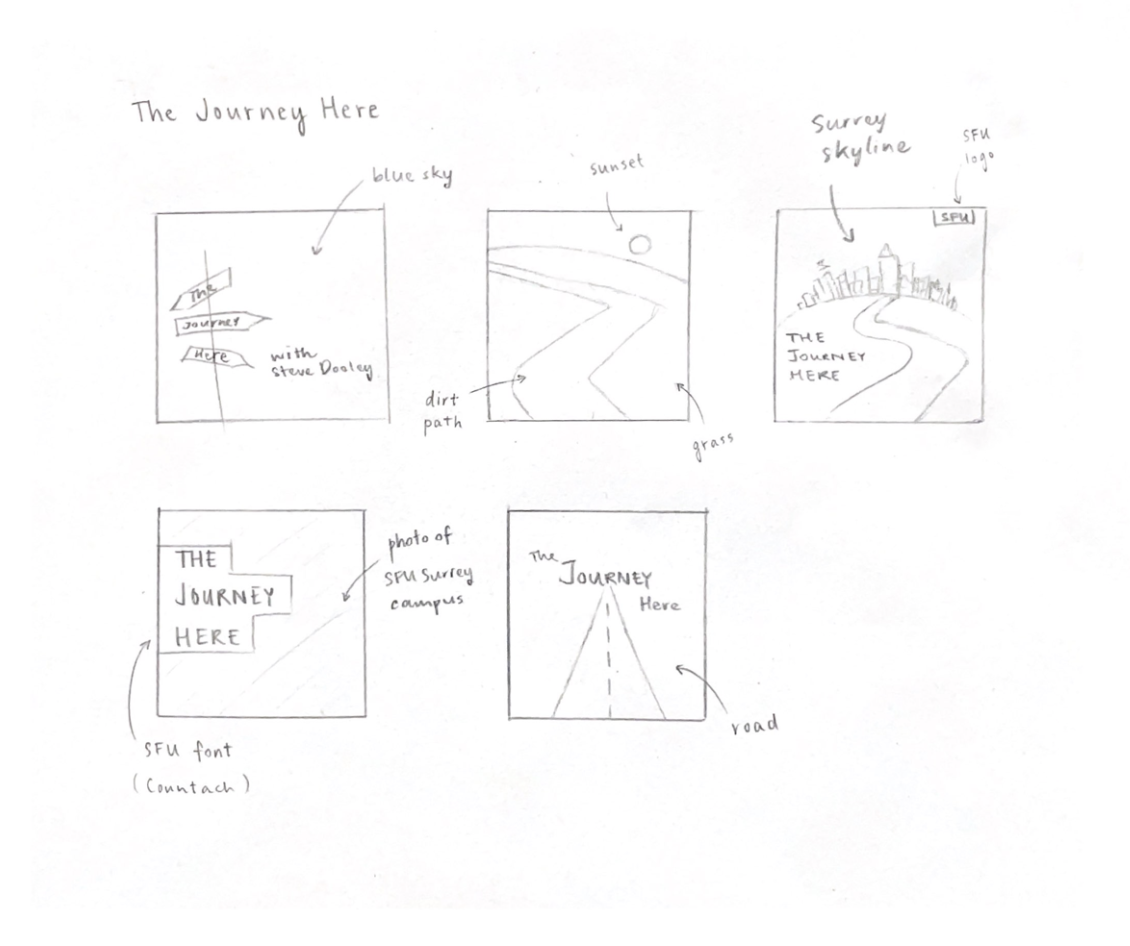 The Journey Here
blue sky
The
Journey
Here
with
Steve Dooley
sunset
dirt
path
grass
Surrey
skyline
SFU
logo
SFU
THE
JOURNEY
HERE
THE
JOURNEY
HERE
photo of
SFU Surrey
campus
SFU font
(Countach)
The
JOURNEY
Here
road